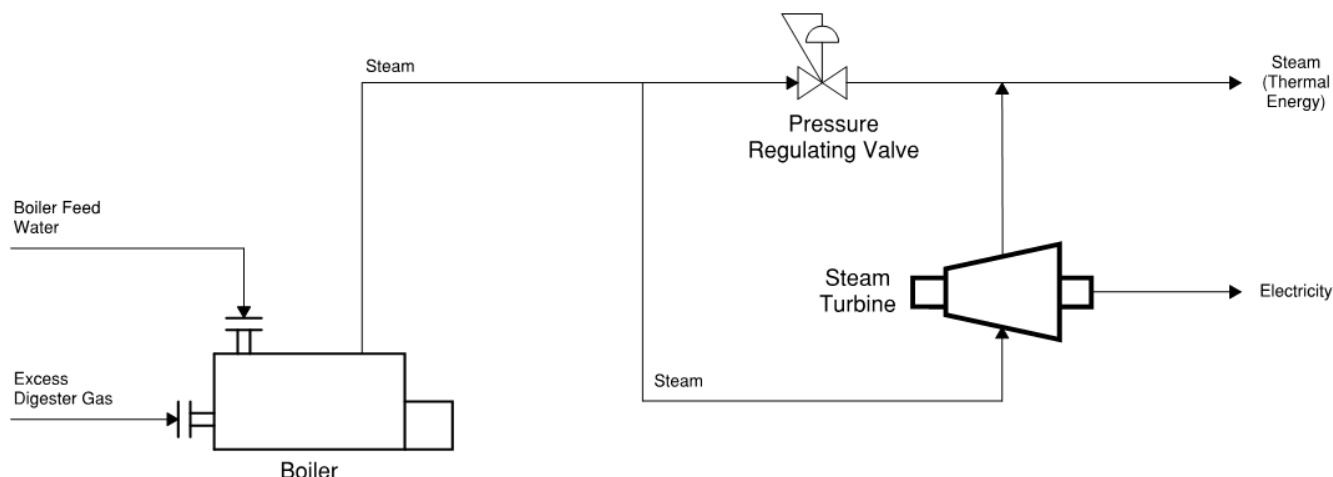 Steam
Steam
(Thermal
Energy)
Pressure
Regulating Valve
Boiler Feed
Water
Steam
Turbine
Electricity
Excess
Digester Gas
Steam
Boiler